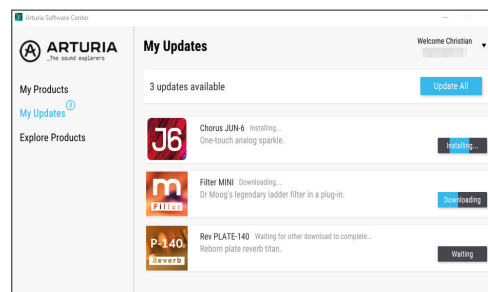 Arturia Software Center
ARTURIA
_The sound explorers
My Updates
Welcome Christian
My Products
My Updates
3
Explore Products
3 updates available
Update All
J6
Chorus JUN-6 Installing...
One-touch analog sparkle.
Installing...
m
Filter
Filter MINI Downloading...
Dr Moog's legendary ladder filter in a plug-in.
Downloading
P-140
Reverb
Rev PLATE-140 Waiting for other download to complete...
Reborn plate reverb titan.
Waiting